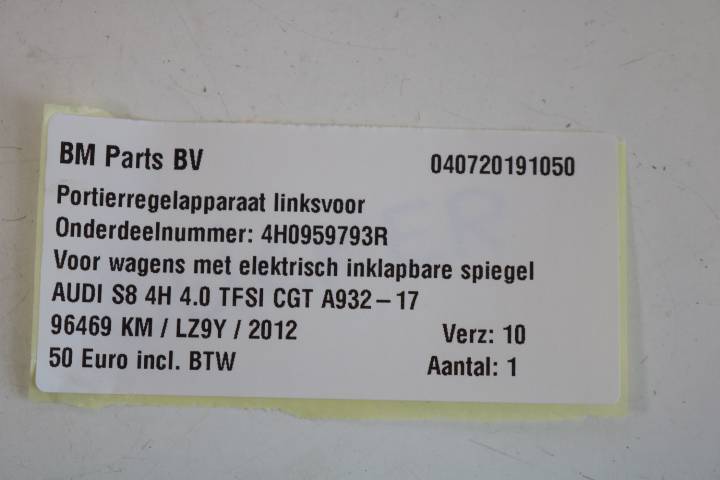 BM Parts BV 040720191050
Portierregelapparaat linksvoor
Onderdeelnummer: 4H0959793R
Voor wagens met elektrisch inklapbare spiegel
AUDI S8 4H 4.0 TFSI CGT A932-17
96469 KM / LZ9Y / 2012 Verz: 10
50 Euro incl. BTW Aantal: 1